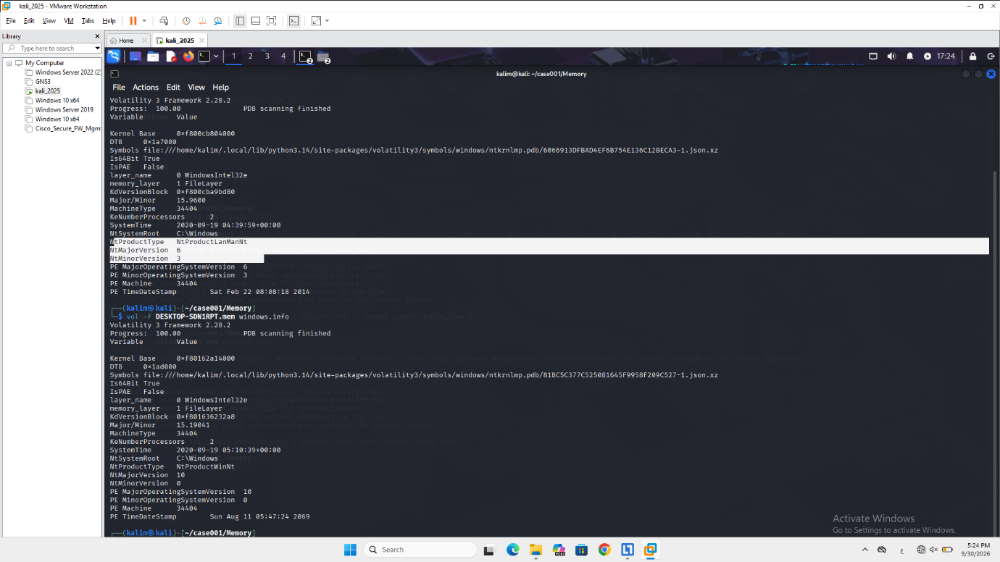 kali_2025 - VMware Workstation
File Edit View VM Tabs Help
Library
Type here to search
My Computer
Windows Server 2022 (2)
GNS3
kali_2025
Windows 10 x64
Windows Server 2019
Windows 10 x64
Cisco_Secure_FW_Mgm
Home kali_2025
1 2 3 4 2 2 17:24
kalim@kali: ~/case001/Memory
File Actions Edit View Help
Volatility 3 Framework 2.28.2
Progress: 100.00 PDB scanning finished
Variable Value
Kernel Base 0×f800cb804000
DTB 0×1a7000
Symbols file:///home/kalim/.local/lib/python3.14/site-packages/volatility3/symbols/windows/ntkrnlmp.pdb/6066913DFBAD4EF6B754E136C12BECA3-1.json.xz
Is64Bit True
IsPAE False
layer_name 0 WindowsIntel32e
memory_layer 1 FileLayer
KdVersionBlock 0×f800cba9bd80
Major/Minor 15.9600
MachineType 34404
KeNumberProcessors 2
SystemTime 2020-09-19 04:39:59+00:00
NtSystemRoot C:\Windows
NtProductType NtProductLanManNt
NtMajorVersion 6
NtMinorVersion 3
PE MajorOperatingSystemVersion 6
PE MinorOperatingSystemVersion 3
PE Machine 34404
PE TimeDateStamp Sat Feb 22 08:08:18 2014
┌──(kalim㉿kali)-[~/case001/Memory]
└─$ vol -f DESKTOP-SDN1RPT.mem windows.info
Volatility 3 Framework 2.28.2
Progress: 100.00 PDB scanning finished
Variable Value
Kernel Base 0×f80162a14000
DTB 0×1ad000
Symbols file:///home/kalim/.local/lib/python3.14/site-packages/volatility3/symbols/windows/ntkrnlmp.pdb/81BC5C377C525081645F9958F209C527-1.json.xz
Is64Bit True
IsPAE False
layer_name 0 WindowsIntel32e
memory_layer 1 FileLayer
KdVersionBlock 0×f801636232a8
Major/Minor 15.19041
MachineType 34404
KeNumberProcessors 2
SystemTime 2020-09-19 05:10:39+00:00
NtSystemRoot C:\Windows
NtProductType NtProductWinNt
NtMajorVersion 10
NtMinorVersion 0
PE MajorOperatingSystemVersion 10
PE MinorOperatingSystemVersion 0
PE Machine 34404
PE TimeDateStamp Sun Aug 11 05:47:24 2069
┌──(kalim㉿kali)-[~/case001/Memory]
Activate Windows
Go to Settings to activate Windows.
Search
ع
5:24 PM
9/30/2026